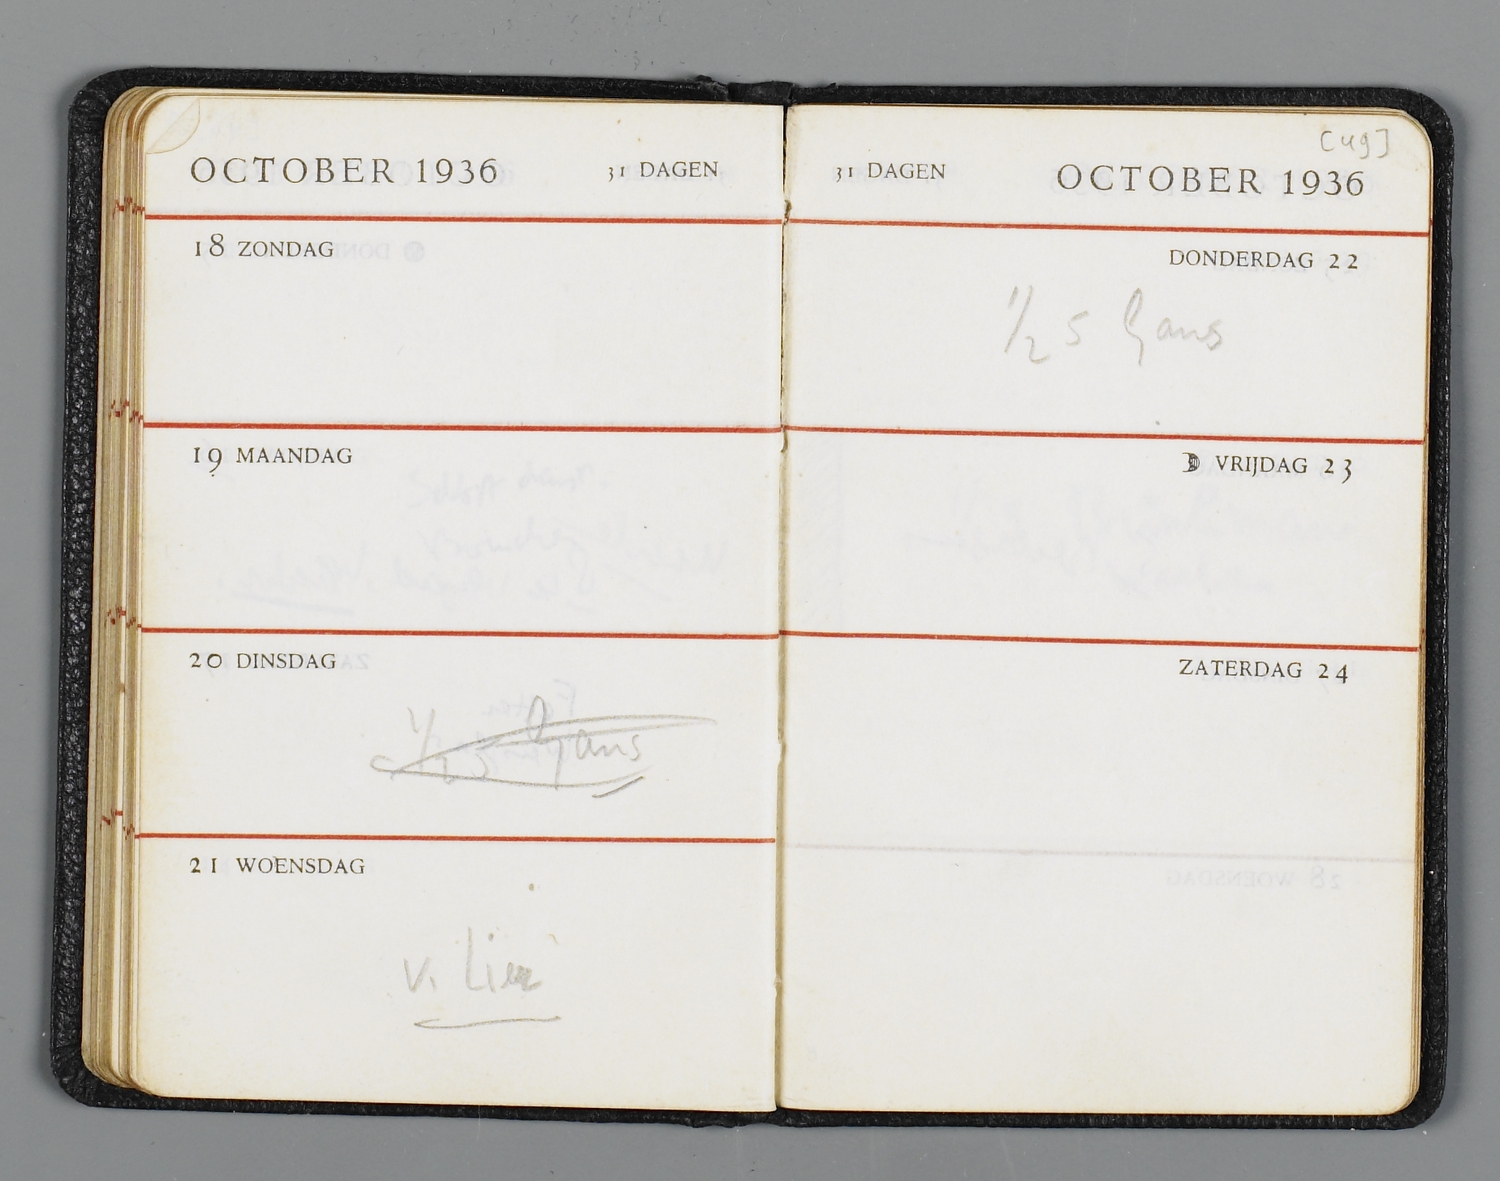 OCTOBER 1936 31 DAGEN
18 ZONDAG
19 MAANDAG
20 DINSDAG
1/2 5 Gans
21 WOENSDAG
v. Lier
[49]
31 DAGEN OCTOBER 1936
DONDERDAG 22
1/2 5 Gans
VRIJDAG 23
ZATERDAG 24